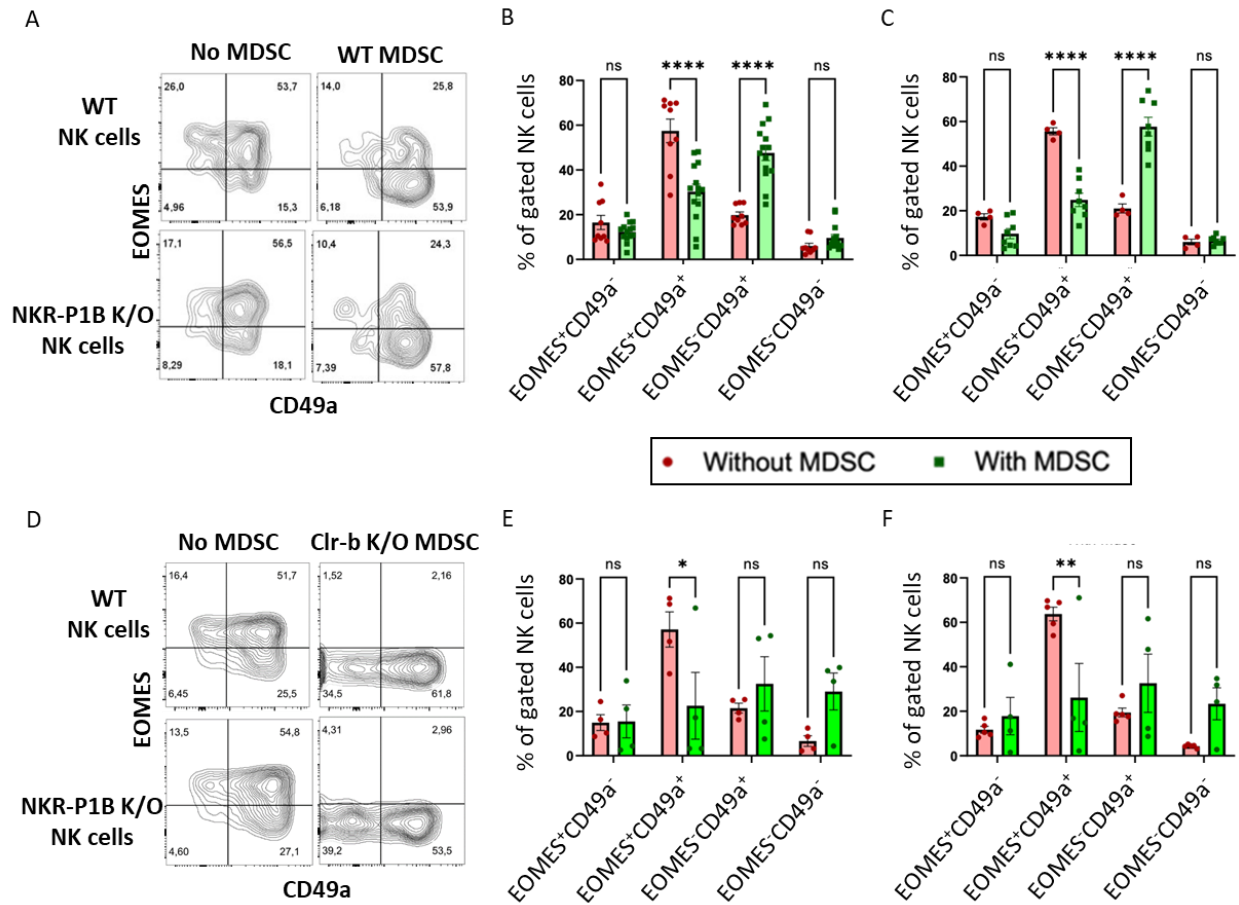 A
No MDSC
WT MDSC
WT
NK cells
26,0
53,7
4,96
15,3
14,0
25,8
6,18
53,9
EOMES
NKR-P1B K/O
NK cells
17,1
56,5
8,29
18,1
10,4
24,3
7,39
57,8
CD49a
B
% of gated NK cells
80
60
40
20
0
ns
****
****
ns
EOMES⁺CD49a⁻
EOMES⁺CD49a⁺
EOMES⁻CD49a⁺
EOMES⁻CD49a⁻
C
% of gated NK cells
80
60
40
20
0
ns
****
****
ns
EOMES⁺CD49a⁻
EOMES⁺CD49a⁺
EOMES⁻CD49a⁺
EOMES⁻CD49a⁻
Without MDSC
With MDSC
D
No MDSC
Clr-b K/O MDSC
WT
NK cells
16,4
51,7
6,45
25,5
1,52
2,16
34,5
61,8
EOMES
NKR-P1B K/O
NK cells
13,5
54,8
4,60
27,1
4,31
2,96
39,2
53,5
CD49a
E
% of gated NK cells
80
60
40
20
0
ns
*
ns
ns
EOMES⁺CD49a⁻
EOMES⁺CD49a⁺
EOMES⁻CD49a⁺
EOMES⁻CD49a⁻
F
% of gated NK cells
80
60
40
20
0
ns
**
ns
ns
EOMES⁺CD49a⁻
EOMES⁺CD49a⁺
EOMES⁻CD49a⁺
EOMES⁻CD49a⁻